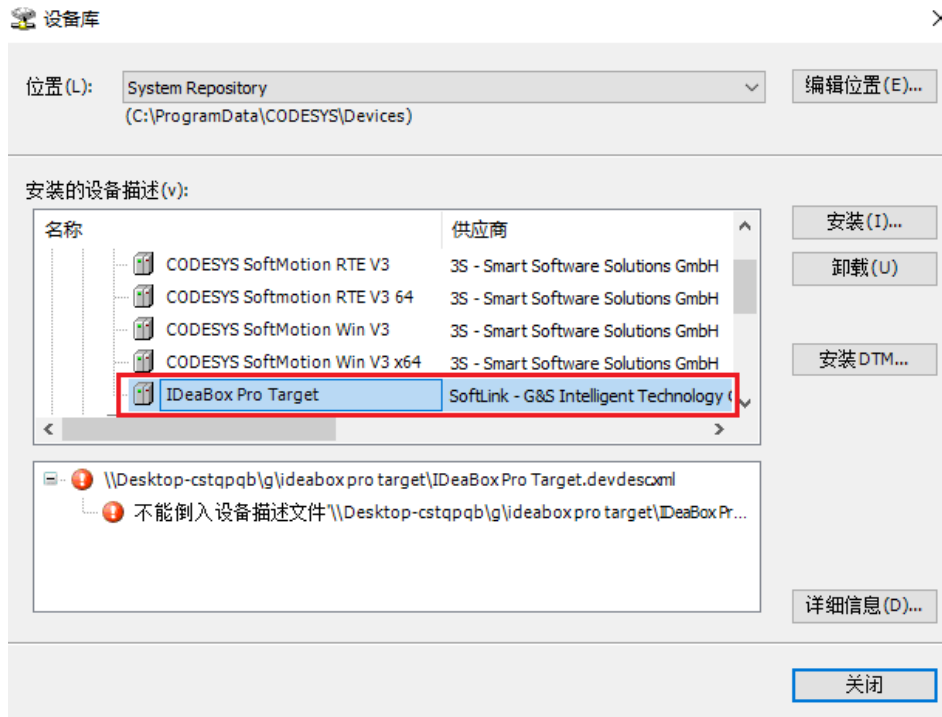 设备库
位置(L): System Repository 编辑位置(E)...
(C:\ProgramData\CODESYS\Devices)
安装的设备描述(v):
名称 供应商 安装(I)...
CODESYS SoftMotion RTE V3 3S - Smart Software Solutions GmbH 卸载(U)
CODESYS Softmotion RTE V3 64 3S - Smart Software Solutions GmbH
CODESYS SoftMotion Win V3 3S - Smart Software Solutions GmbH
CODESYS SoftMotion Win V3 x64 3S - Smart Software Solutions GmbH 安装DTM...
IDeaBox Pro Target SoftLink - G&S Intelligent Technology
\\Desktop-cstqpqb\g\ideabox pro target\IDeaBox Pro Target.devdesc.xml
不能倒入设备描述文件'\\Desktop-cstqpqb\g\ideabox pro target\IDeaBox Pr...
详细信息(D)...
关闭